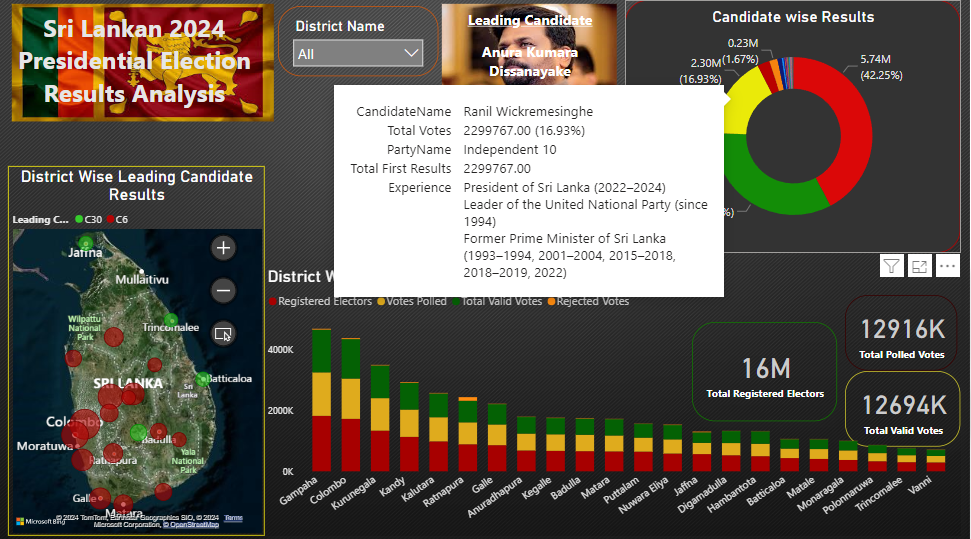 Sri Lankan 2024
Presidential Election
Results Analysis
District Name
All
Leading Candidate
Anura Kumara
Dissanayake
Candidate wise Results
0.23M
(1.67%)
2.30M
(16.93%)
5.74M
(42.25%)
%)
CandidateName Ranil Wickremesinghe
Total Votes 2299767.00 (16.93%)
PartyName Independent 10
Total First Results 2299767.00
Experience President of Sri Lanka (2022–2024)
Leader of the United National Party (since
1994)
Former Prime Minister of Sri Lanka
(1993–1994, 2001–2004, 2015–2018,
2018–2019, 2022)
District Wise Leading Candidate
Results
Leading C... C30 C6
Jaffna
Mullaitivu
Wilpattu
National
Park
Trincomalee
SRI LANKA
Sri
Lanka
Batticaloa
Colombo
Moratuwa
Badulla
Ratnapura
Yala
National
Park
Galle
Matara
Microsoft Bing
© 2024 TomTom, Earthstar Geographics SIO, © 2024
Microsoft Corporation, © OpenStreetMap
Terms
District W
Registered Electors Votes Polled Total Valid Votes Rejected Votes
4000K
2000K
0K
Gampaha
Colombo
Kurunegala
Kandy
Kalutara
Ratnapura
Galle
Anuradhapura
Kegalle
Badulla
Matara
Puttalam
Nuwara Eliya
Jaffna
Digamadulla
Hambantota
Batticaloa
Matale
Monaragala
Polonnaruwa
Trincomalee
Vanni
16M
Total Registered Electors
12916K
Total Polled Votes
12694K
Total Valid Votes